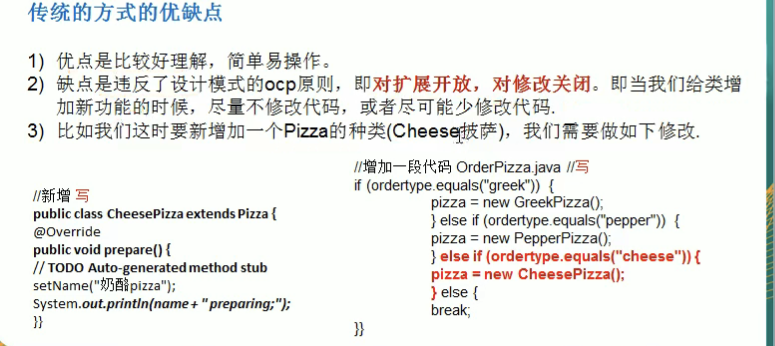 传统的方式的优缺点
1) 优点是比较好理解，简单易操作。
2) 缺点是违反了设计模式的ocp原则，即对扩展开放，对修改关闭。即当我们给类增
加新功能的时候，尽量不修改代码，或者尽可能少修改代码.
3) 比如我们这时要新增加一个Pizza的种类(Cheese披萨)，我们需要做如下修改.
//新增 写
public class CheesePizza extends Pizza {
@Override
public void prepare() {
// TODO Auto-generated method stub
setName("奶酪pizza");
System.out.println(name + " preparing;");
}}
//增加一段代码 OrderPizza.java //写
if (ordertype.equals("greek")) {
pizza = new GreekPizza();
} else if (ordertype.equals("pepper")) {
pizza = new PepperPizza();
} else if (ordertype.equals("cheese")) {
pizza = new CheesePizza();
} else {
break;
}}